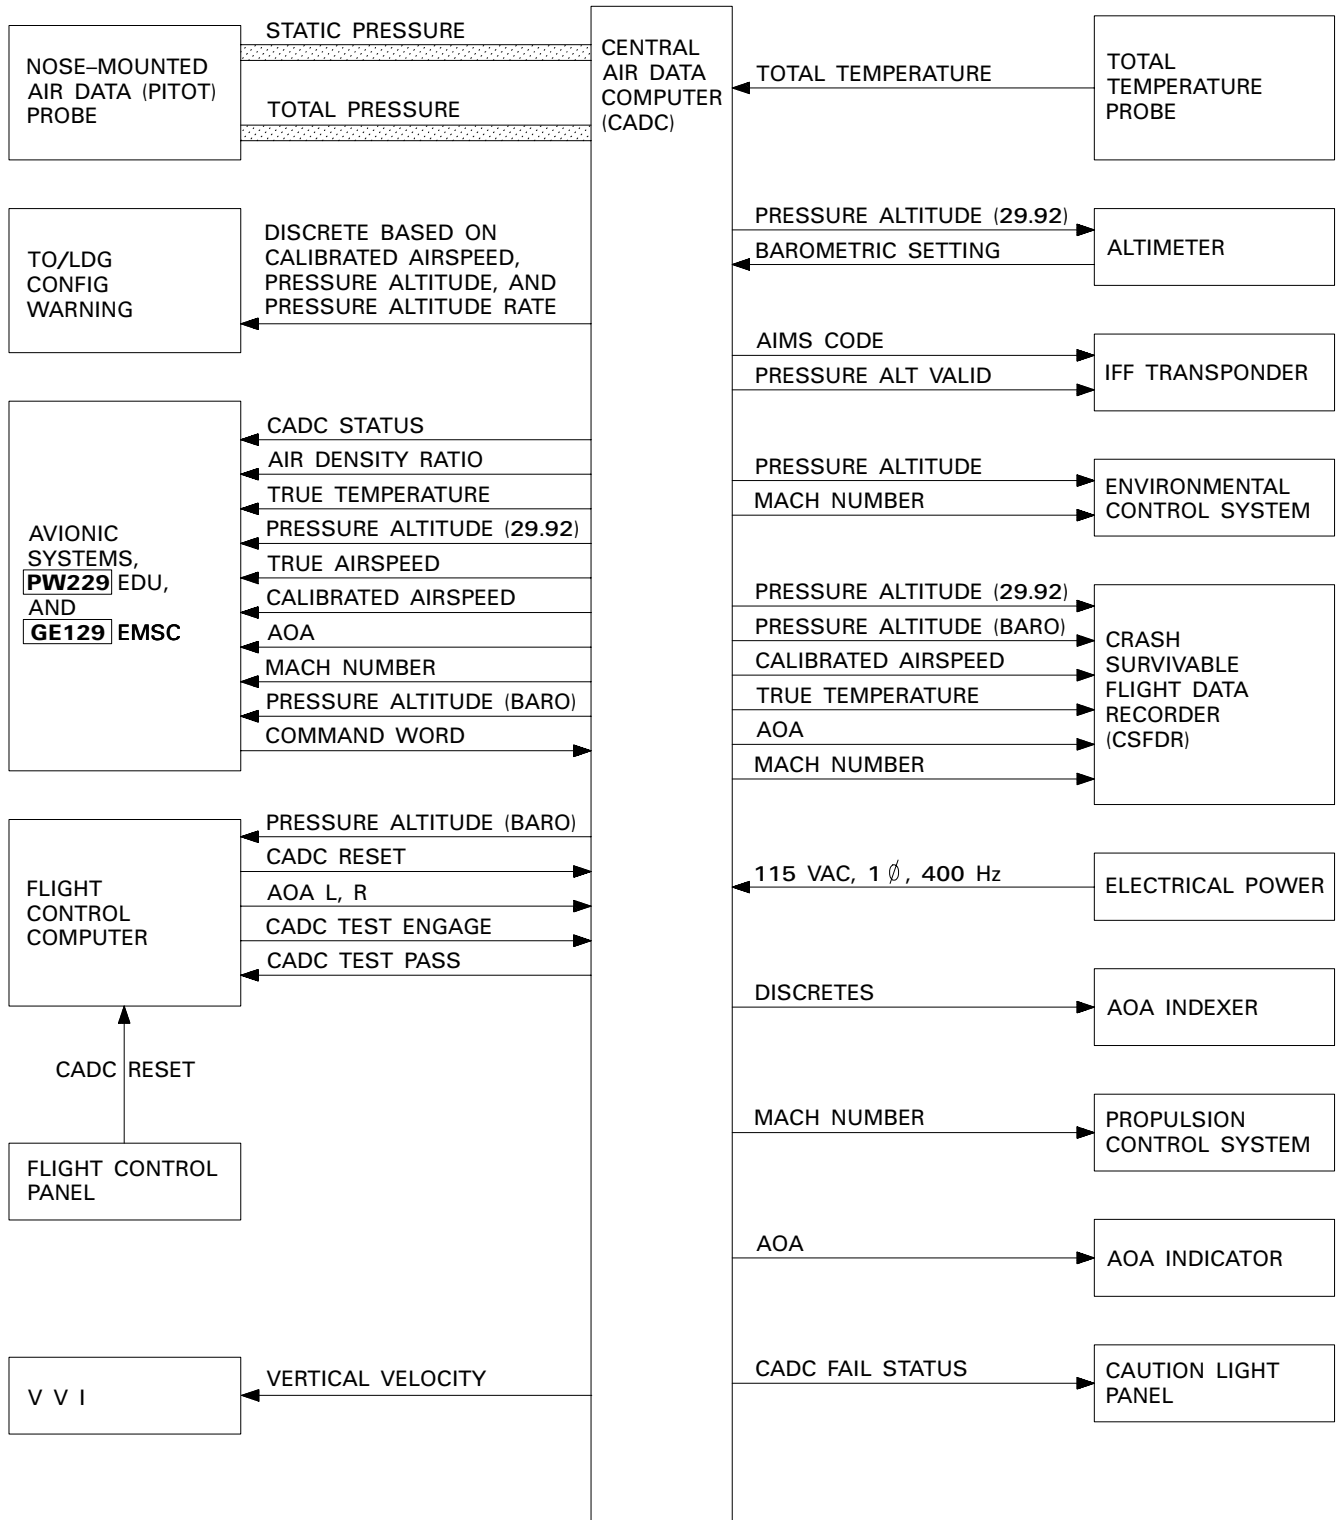 STATIC PRESSURE
NOSE–MOUNTED
AIR DATA (PITOT)
PROBE
TOTAL PRESSURE
CENTRAL
AIR DATA
COMPUTER
(CADC)
TOTAL TEMPERATURE
TOTAL
TEMPERATURE
PROBE
TO/LDG
CONFIG
WARNING
DISCRETE BASED ON
CALIBRATED AIRSPEED,
PRESSURE ALTITUDE, AND
PRESSURE ALTITUDE RATE
PRESSURE ALTITUDE (29.92)
BAROMETRIC SETTING
ALTIMETER
AIMS CODE
PRESSURE ALT VALID
IFF TRANSPONDER
AVIONIC
SYSTEMS,
PW229 EDU,
AND
GE129 EMSC
CADC STATUS
AIR DENSITY RATIO
TRUE TEMPERATURE
PRESSURE ALTITUDE (29.92)
TRUE AIRSPEED
CALIBRATED AIRSPEED
AOA
MACH NUMBER
PRESSURE ALTITUDE (BARO)
COMMAND WORD
PRESSURE ALTITUDE
MACH NUMBER
ENVIRONMENTAL
CONTROL SYSTEM
PRESSURE ALTITUDE (29.92)
PRESSURE ALTITUDE (BARO)
CALIBRATED AIRSPEED
TRUE TEMPERATURE
AOA
MACH NUMBER
CRASH
SURVIVABLE
FLIGHT DATA
RECORDER
(CSFDR)
FLIGHT
CONTROL
COMPUTER
PRESSURE ALTITUDE (BARO)
CADC RESET
AOA L, R
CADC TEST ENGAGE
CADC TEST PASS
115 VAC, 1 ∅, 400 Hz
ELECTRICAL POWER
DISCRETES
AOA INDEXER
CADC RESET
FLIGHT CONTROL
PANEL
MACH NUMBER
PROPULSION
CONTROL SYSTEM
AOA
AOA INDICATOR
V V I
VERTICAL VELOCITY
CADC FAIL STATUS
CAUTION LIGHT
PANEL